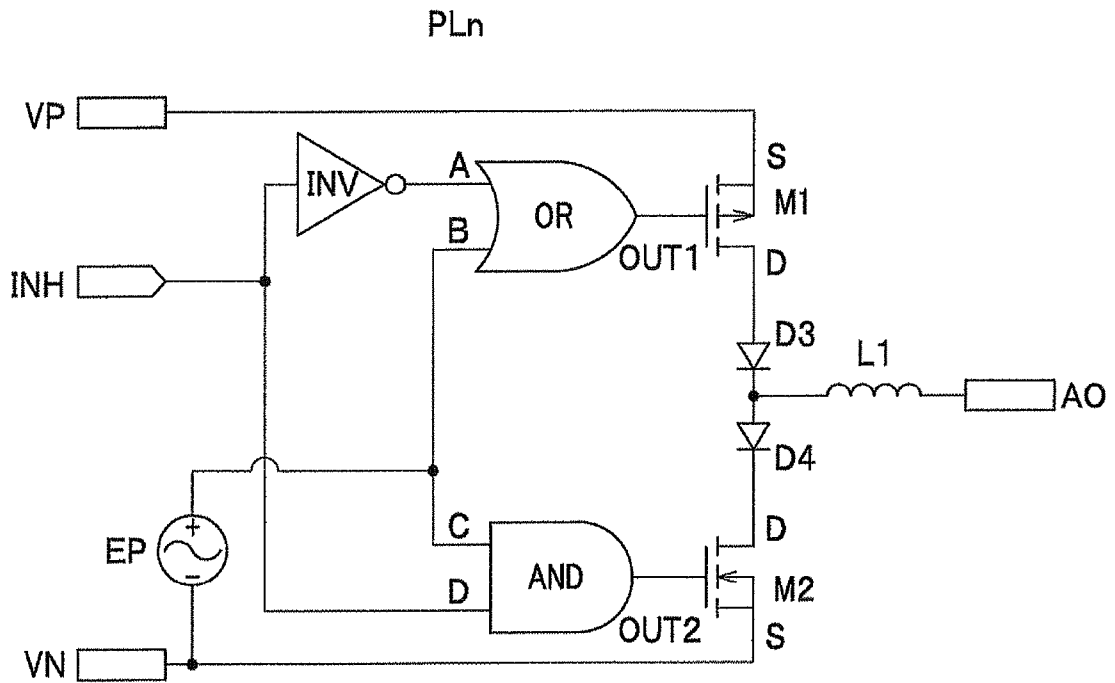 PLn
VP
S
INV
A
OR
M1
B
OUT1
D
INH
D3
L1
AO
D4
+
EP
−
C
D
AND
D
M2
OUT2
S
VN